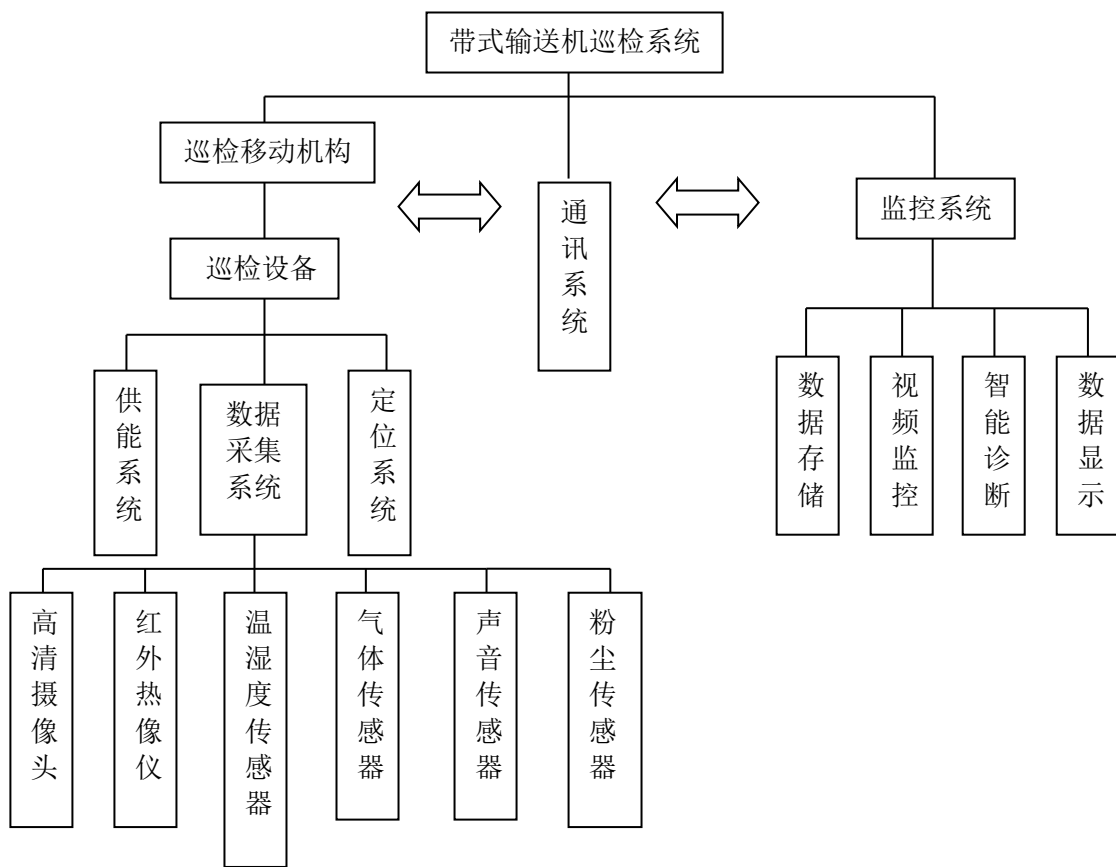 带式输送机巡检系统
巡检移动机构
通讯系统
监控系统
巡检设备
供能系统
数据
采集
系统
定位系统
数据存储
视频监控
智能诊断
数据显示
高清摄像头
红外热像仪
温湿度传感器
气体传感器
声音传感器
粉尘传感器